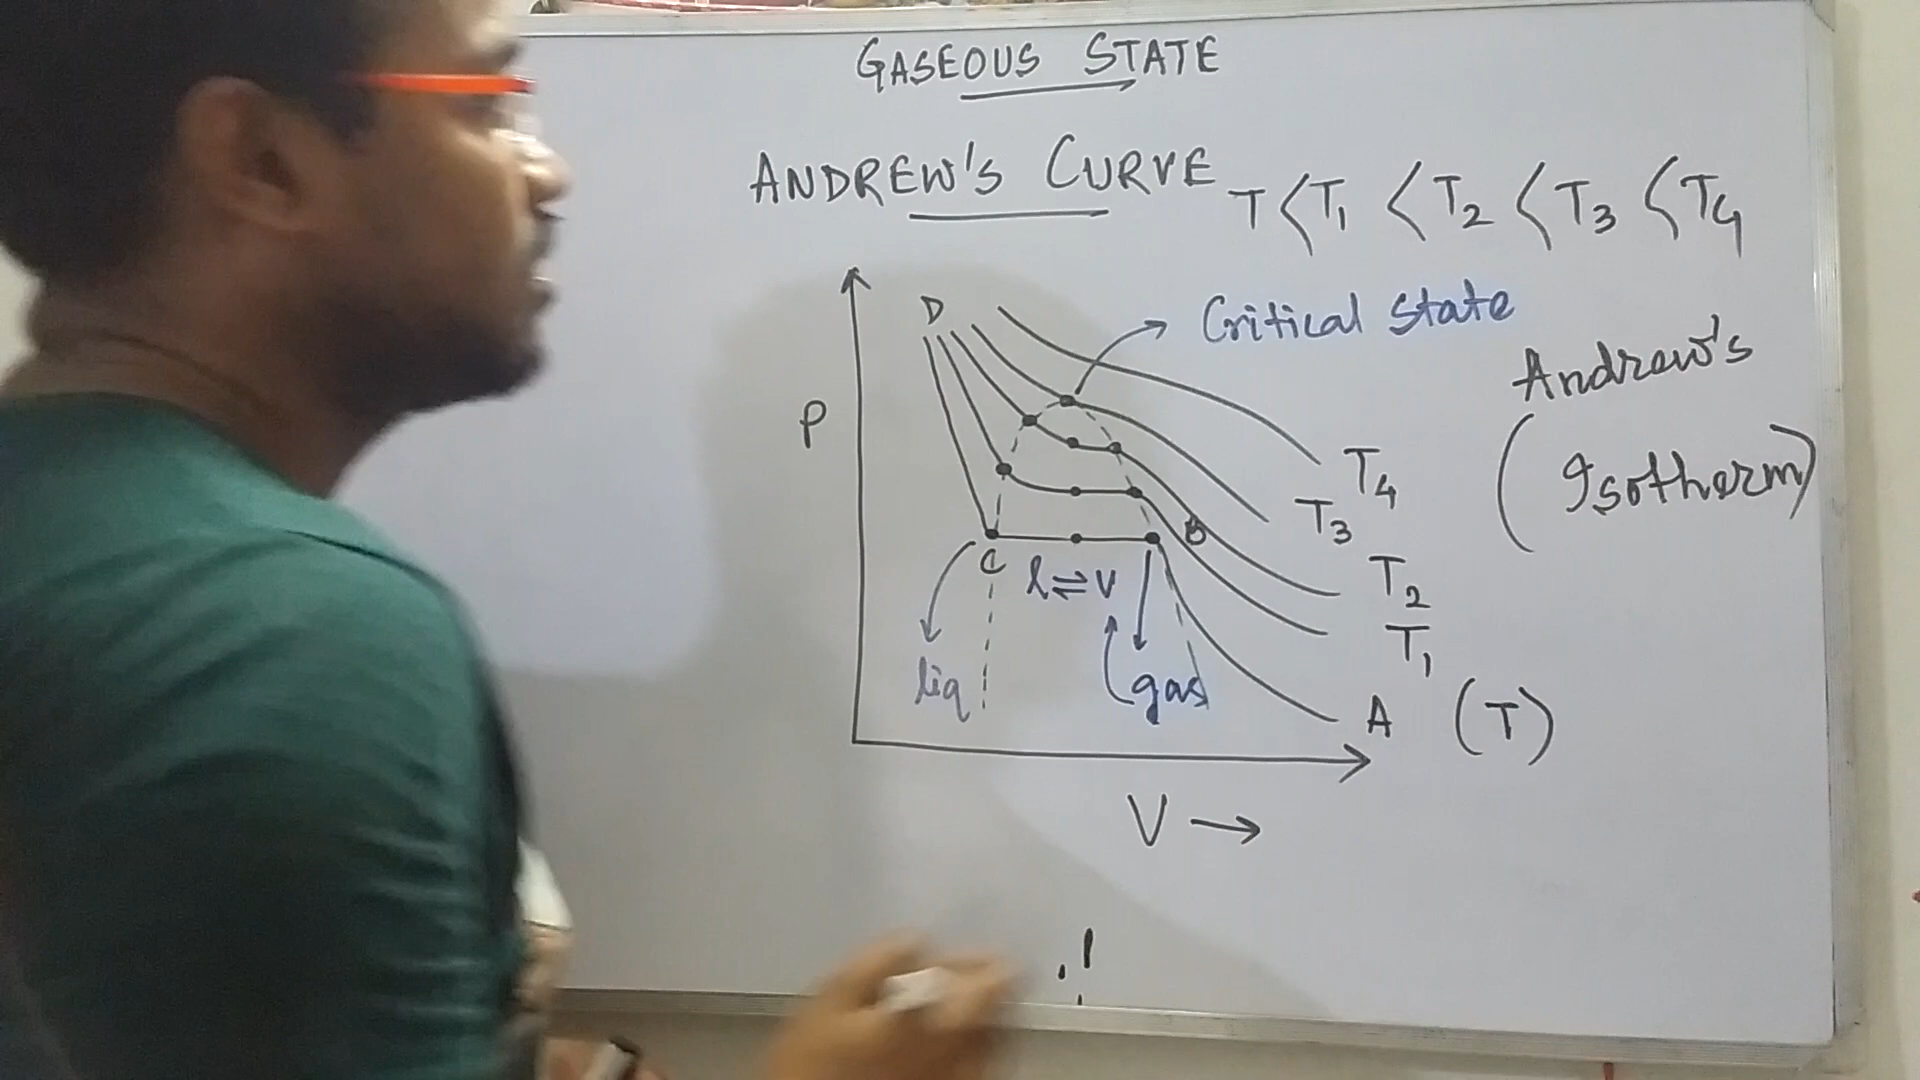 GASEOUS STATE
ANDREW'S CURVE
T < T1 < T2 < T3 < T4
D
Critical state
Andrew's
(Isotherm)
P
T4
T3
B
C
l ⇌ v
T2
T1
liq
gas
A (T)
V →